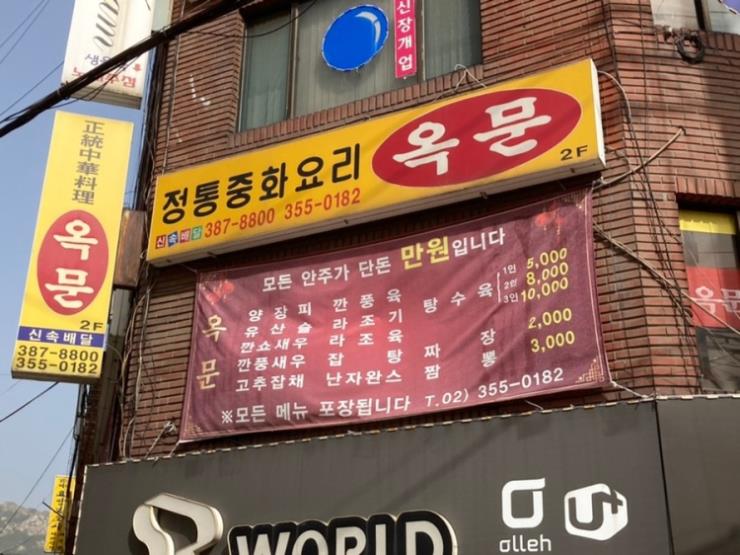 신장개업
正統中華料理
옥문
2F
신속배달
387-8800
355-0182
정통중화요리 옥문
2F
신속배달 387-8800 355-0182
모든 안주가 단돈 만원입니다
옥문
양장피 깐풍육 탕수육 1인 5,000
2인 8,000
3인 10,000
유산슬 라조기
깐쇼새우 라조육
깐풍새우 잡탕 짜장 2,000
고추잡채 난자완스 짬뽕 3,000
※모든 메뉴 포장됩니다 T.02) 355-0182
옥문
WORLD
olleh
U+